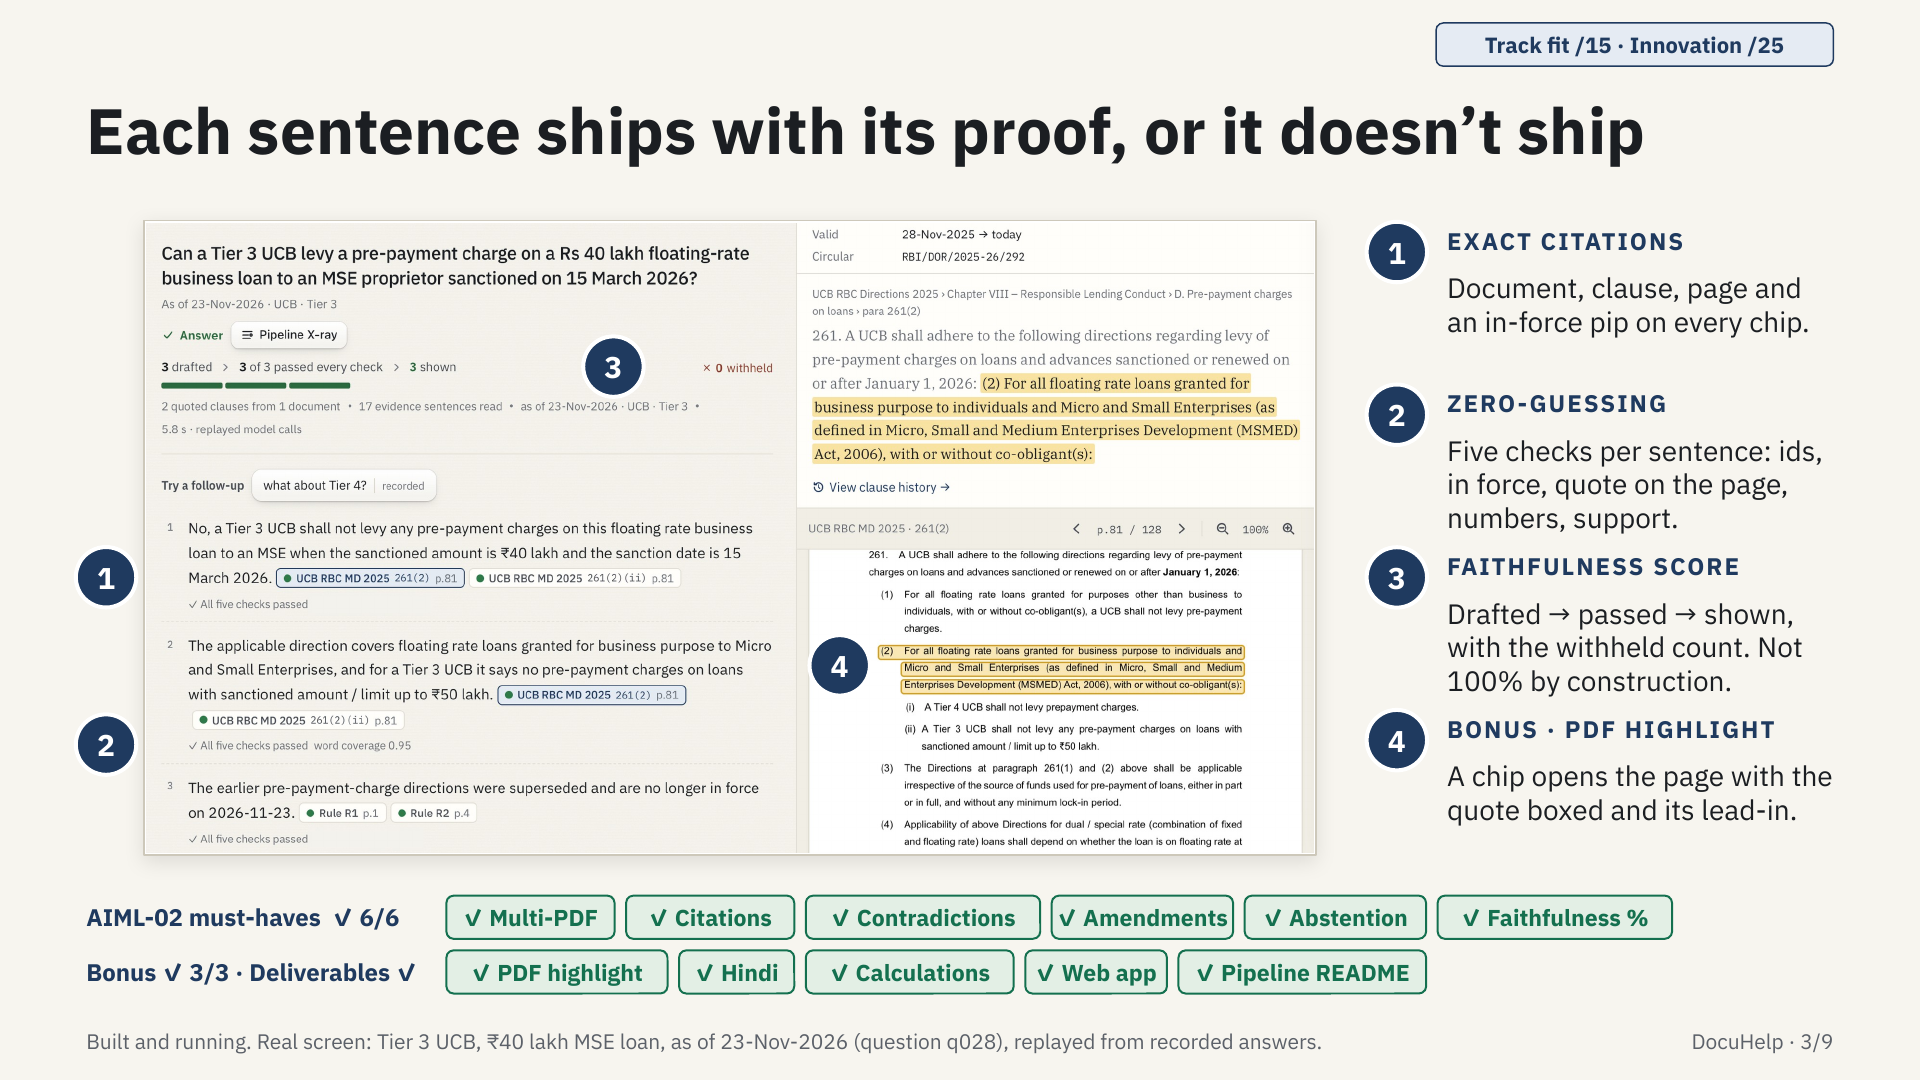 Track fit /15 · Innovation /25
Each sentence ships with its proof, or it doesn’t ship
Can a Tier 3 UCB levy a pre-payment charge on a Rs 40 lakh floating-rate
business loan to an MSE proprietor sanctioned on 15 March 2026?
As of 23-Nov-2026 · UCB · Tier 3
✓ Answer Pipeline X-ray
3 drafted › 3 of 3 passed every check › 3 shown
× 0 withheld
3
2 quoted clauses from 1 document • 17 evidence sentences read • as of 23-Nov-2026 · UCB · Tier 3 •
5.8 s · replayed model calls
Try a follow-up what about Tier 4? recorded
1 No, a Tier 3 UCB shall not levy any pre-payment charges on this floating rate business
loan to an MSE when the sanctioned amount is ₹40 lakh and the sanction date is 15
March 2026. UCB RBC MD 2025 261(2) p.81 UCB RBC MD 2025 261(2)(ii) p.81
✓ All five checks passed
1
2 The applicable direction covers floating rate loans granted for business purpose to Micro
and Small Enterprises, and for a Tier 3 UCB it says no pre-payment charges on loans
with sanctioned amount / limit up to ₹50 lakh. UCB RBC MD 2025 261(2) p.81
UCB RBC MD 2025 261(2)(ii) p.81
✓ All five checks passed word coverage 0.95
2
3 The earlier pre-payment-charge directions were superseded and are no longer in force
on 2026-11-23. Rule R1 p.1 Rule R2 p.4
✓ All five checks passed
Valid 28-Nov-2025 → today
Circular RBI/DOR/2025-26/292
UCB RBC Directions 2025 › Chapter VIII – Responsible Lending Conduct › D. Pre-payment charges
on loans › para 261(2)
261. A UCB shall adhere to the following directions regarding levy of
pre-payment charges on loans and advances sanctioned or renewed on
or after January 1, 2026: (2) For all floating rate loans granted for
business purpose to individuals and Micro and Small Enterprises (as
defined in Micro, Small and Medium Enterprises Development (MSMED)
Act, 2006), with or without co-obligant(s):
View clause history →
UCB RBC MD 2025 · 261(2) p.81 / 128 100%
261. A UCB shall adhere to the following directions regarding levy of pre-payment
charges on loans and advances sanctioned or renewed on or after January 1, 2026:
(1) For all floating rate loans granted for purposes other than business to
individuals, with or without co-obligant(s), a UCB shall not levy pre-payment
charges.
4
(2) For all floating rate loans granted for business purpose to individuals and
Micro and Small Enterprises (as defined in Micro, Small and Medium
Enterprises Development (MSMED) Act, 2006), with or without co-obligant(s):
(i) A Tier 4 UCB shall not levy prepayment charges.
(ii) A Tier 3 UCB shall not levy any pre-payment charges on loans with
sanctioned amount / limit up to ₹50 lakh.
(3) The Directions at paragraph 261(1) and (2) above shall be applicable
irrespective of the source of funds used for pre-payment of loans, either in part
or in full, and without any minimum lock-in period.
(4) Applicability of above Directions for dual / special rate (combination of fixed
and floating rate) loans shall depend on whether the loan is on floating rate at
1 EXACT CITATIONS
Document, clause, page and
an in-force pip on every chip.
2 ZERO-GUESSING
Five checks per sentence: ids,
in force, quote on the page,
numbers, support.
3 FAITHFULNESS SCORE
Drafted → passed → shown,
with the withheld count. Not
100% by construction.
4 BONUS · PDF HIGHLIGHT
A chip opens the page with the
quote boxed and its lead-in.
AIML-02 must-haves ✓ 6/6 ✓ Multi-PDF ✓ Citations ✓ Contradictions ✓ Amendments ✓ Abstention ✓ Faithfulness %
Bonus ✓ 3/3 · Deliverables ✓ ✓ PDF highlight ✓ Hindi ✓ Calculations ✓ Web app ✓ Pipeline README
Built and running. Real screen: Tier 3 UCB, ₹40 lakh MSE loan, as of 23-Nov-2026 (question q028), replayed from recorded answers.
DocuHelp · 3/9